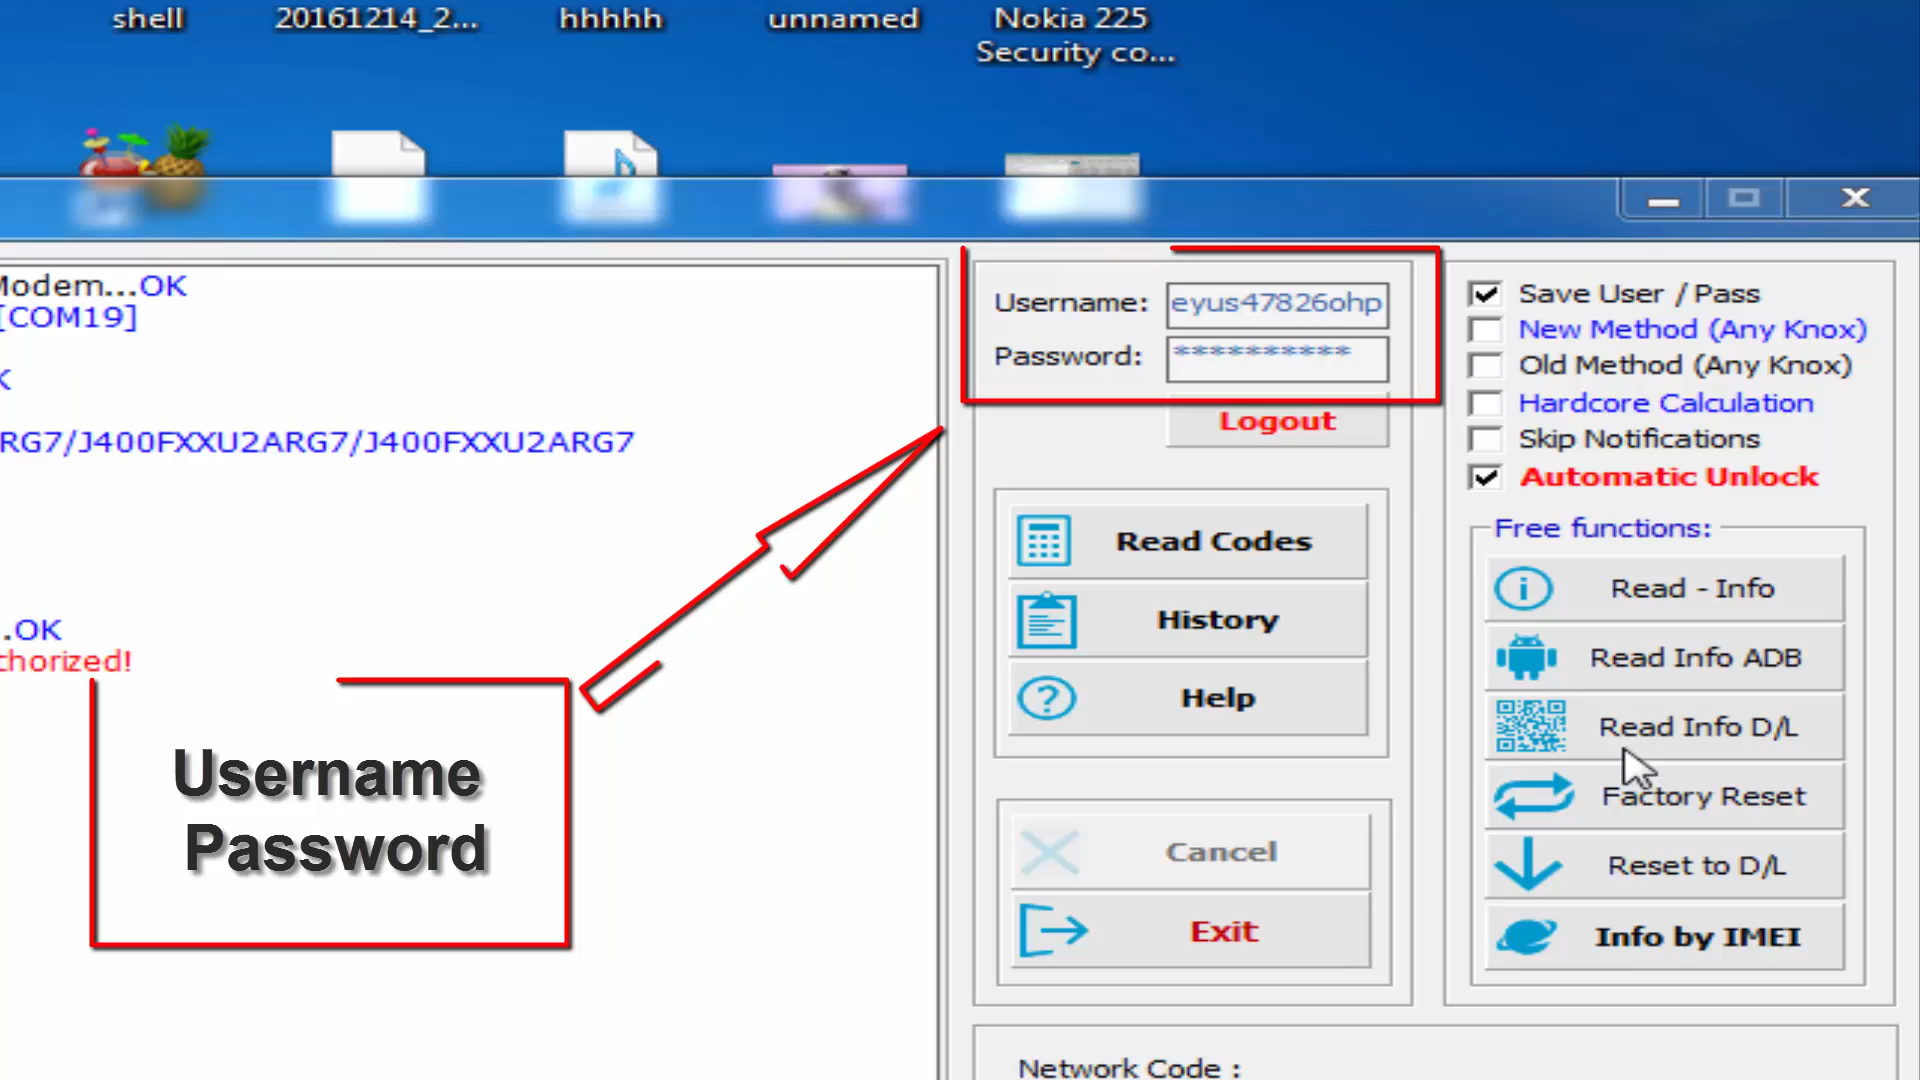 shell
20161214_2...
hhhhh
unnamed
Nokia 225
Security co...
Modem...OK
[COM19]
K
RG7/J400FXXU2ARG7/J400FXXU2ARG7
..OK
thorized!
Username
Password
Username: eyus47826ohp
Password: **********
Logout
Read Codes
History
Help
Cancel
Exit
Save User / Pass
New Method (Any Knox)
Old Method (Any Knox)
Hardcore Calculation
Skip Notifications
Automatic Unlock
Free functions:
Read - Info
Read Info ADB
Read Info D/L
Factory Reset
Reset to D/L
Info by IMEI
Network Code :